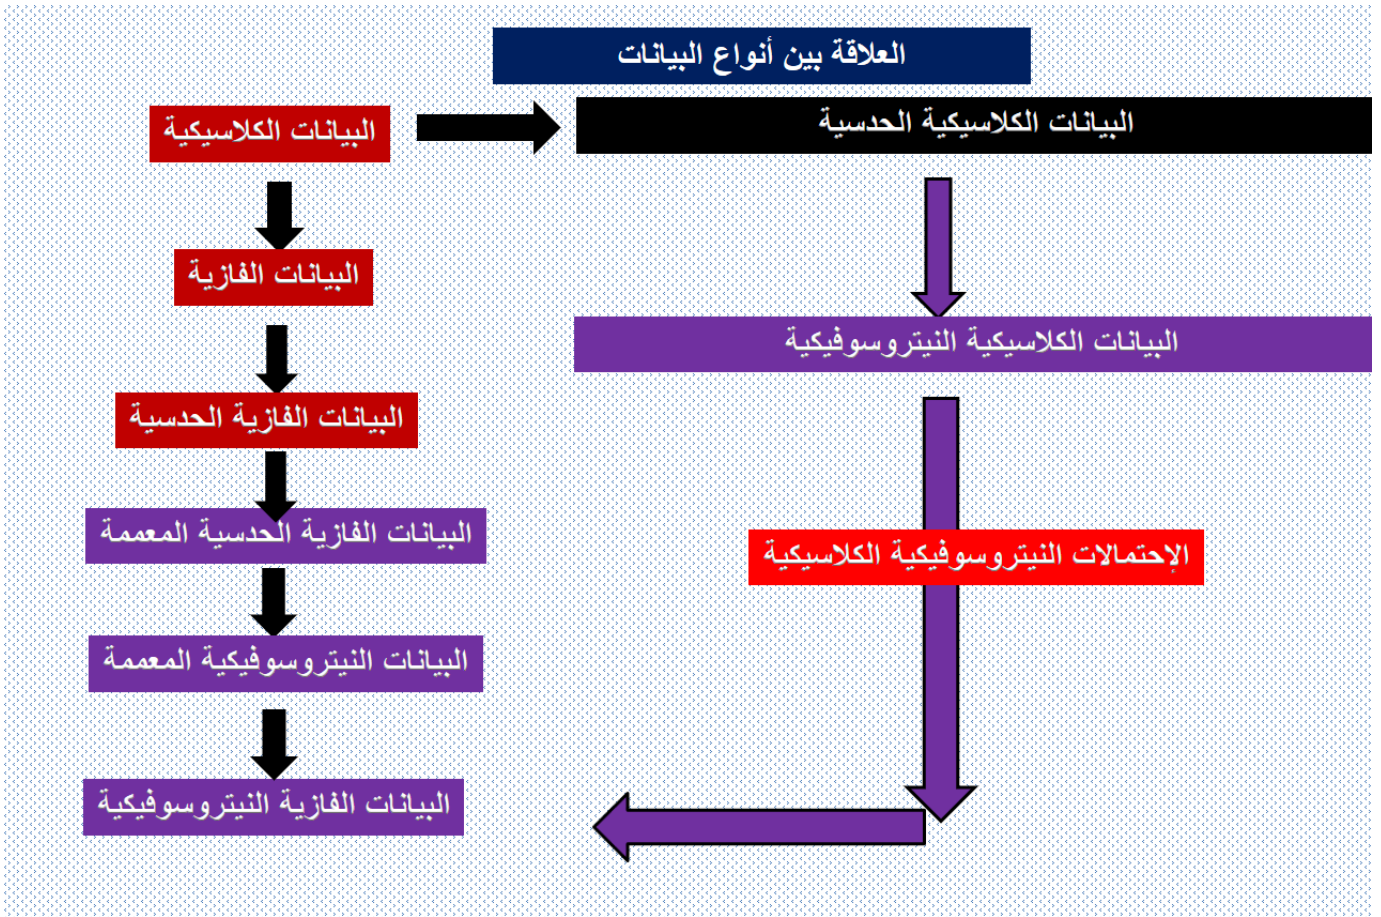 العلاقة بين أنواع البيانات
البيانات الكلاسيكية الحدسية
البيانات الكلاسيكية
البيانات الفازية
البيانات الكلاسيكية النيتروسوفيكية
البيانات الفازية الحدسية
البيانات الفازية الحدسية المعممة
الإحتمالات النيتروسوفيكية الكلاسيكية
البيانات النيتروسوفيكية المعممة
البيانات الفازية النيتروسوفيكية